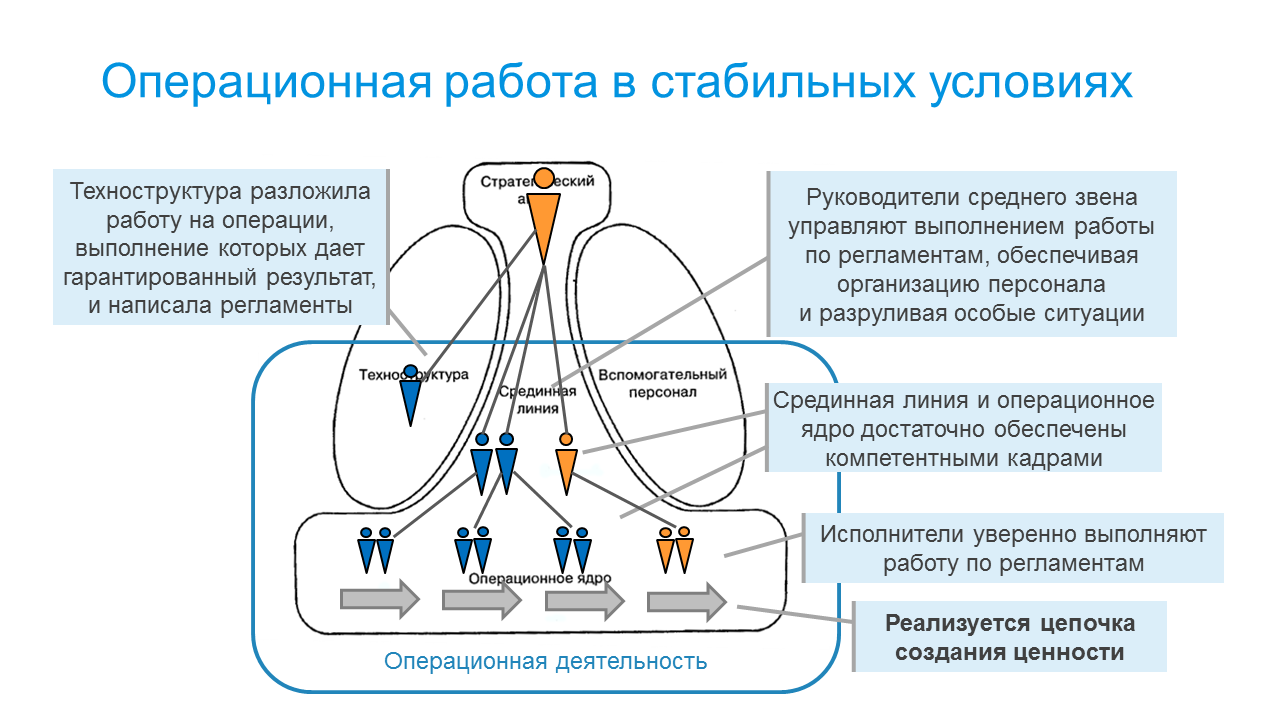 Операционная работа в стабильных условиях
Техноструктура разложила
работу на операции,
выполнение которых дает
гарантированный результат,
и написала регламенты
Руководители среднего звена
управляют выполнением работы
по регламентам, обеспечивая
организацию персонала
и разруливая особые ситуации
Техноструктура
Срединная
линия
Вспомогательный
персонал
Срединная линия и операционное
ядро достаточно обеспечены
компетентными кадрами
Исполнители уверенно выполняют
работу по регламентам
Операционное ядро
Реализуется цепочка
создания ценности
Операционная деятельность